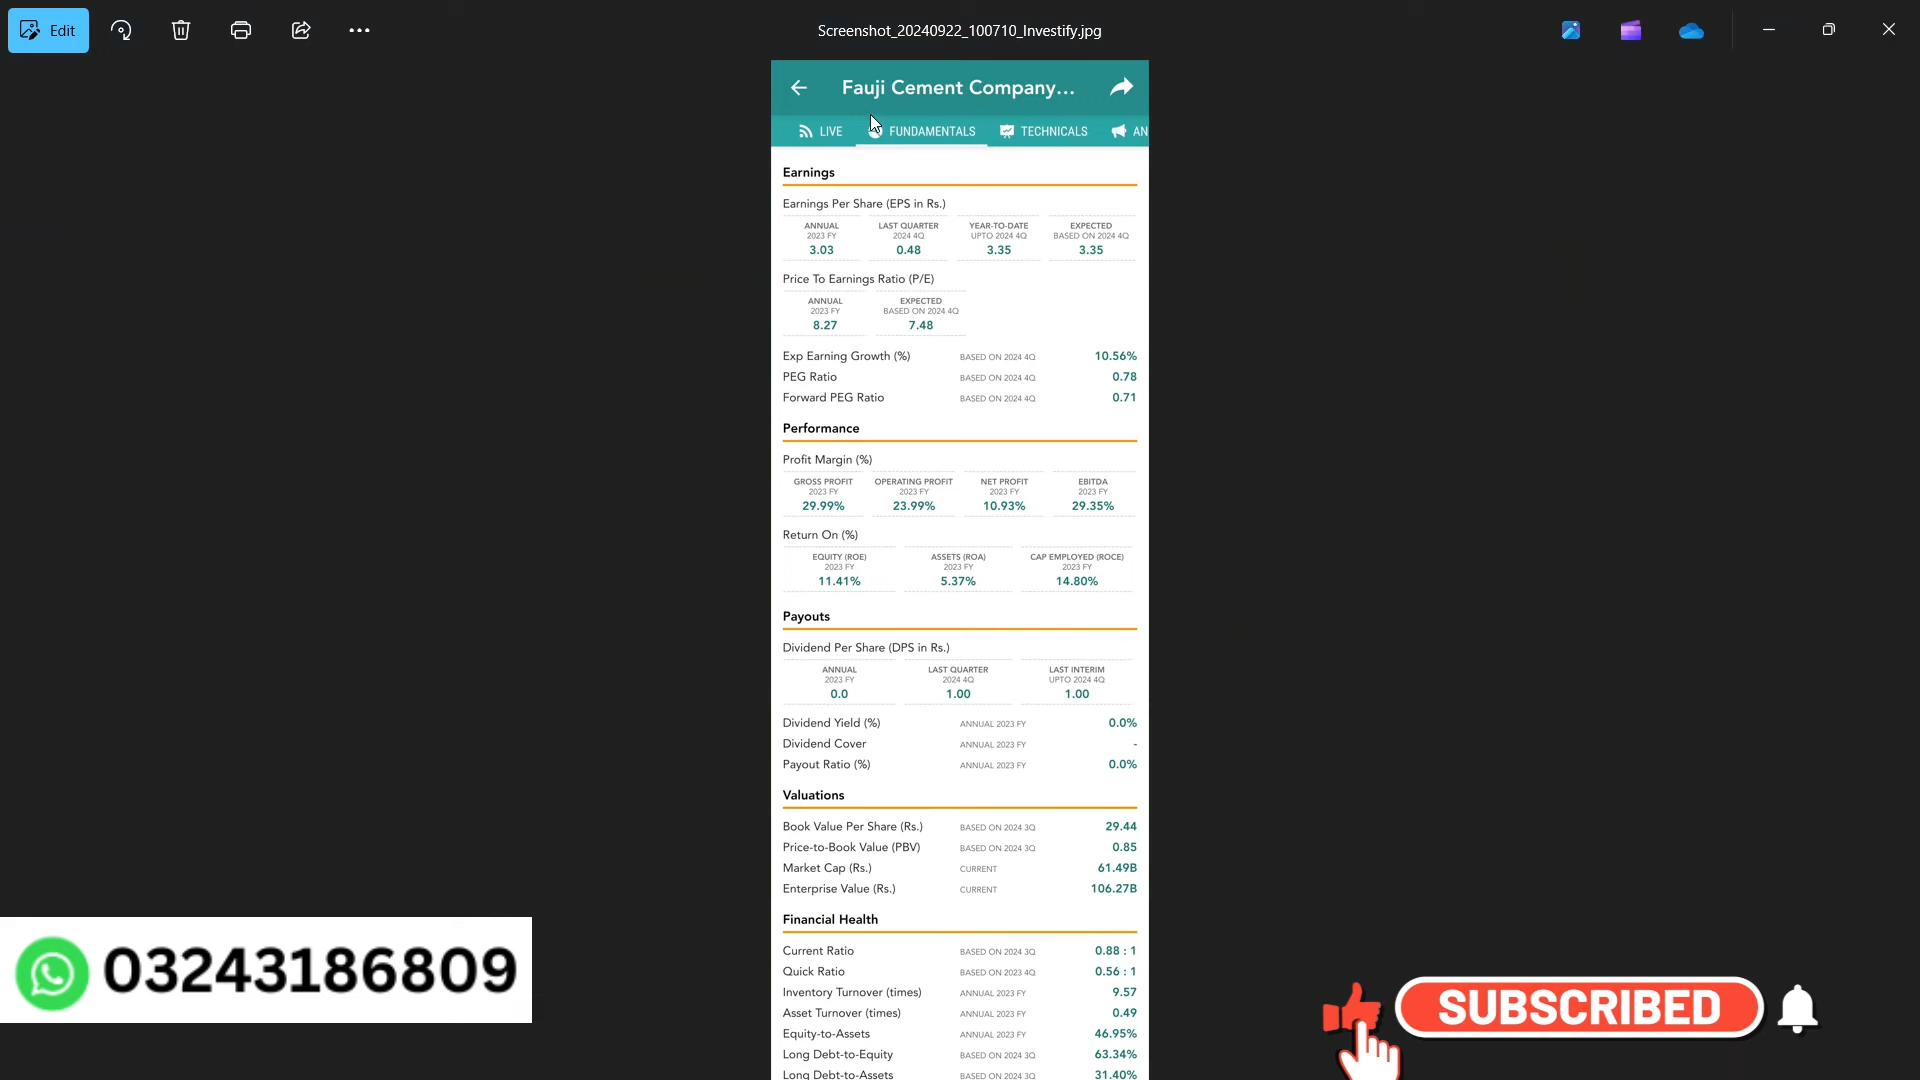 Edit
Screenshot_20240922_100710_Investify.jpg
Fauji Cement Company...
LIVE FUNDAMENTALS TECHNICALS AN
Earnings
Earnings Per Share (EPS in Rs.)
ANNUAL LAST QUARTER YEAR-TO-DATE EXPECTED
2023 FY 2024 4Q UPTO 2024 4Q BASED ON 2024 4Q
3.03 0.48 3.35 3.35
Price To Earnings Ratio (P/E)
ANNUAL EXPECTED
2023 FY BASED ON 2024 4Q
8.27 7.48
Exp Earning Growth (%) BASED ON 2024 4Q 10.56%
PEG Ratio BASED ON 2024 4Q 0.78
Forward PEG Ratio BASED ON 2024 4Q 0.71
Performance
Profit Margin (%)
GROSS PROFIT OPERATING PROFIT NET PROFIT EBITDA
2023 FY 2023 FY 2023 FY 2023 FY
29.99% 23.99% 10.93% 29.35%
Return On (%)
EQUITY (ROE) ASSETS (ROA) CAP EMPLOYED (ROCE)
2023 FY 2023 FY 2023 FY
11.41% 5.37% 14.80%
Payouts
Dividend Per Share (DPS in Rs.)
ANNUAL LAST QUARTER LAST INTERIM
2023 FY 2024 4Q UPTO 2024 4Q
0.0 1.00 1.00
Dividend Yield (%) ANNUAL 2023 FY 0.0%
Dividend Cover ANNUAL 2023 FY -
Payout Ratio (%) ANNUAL 2023 FY 0.0%
Valuations
Book Value Per Share (Rs.) BASED ON 2024 3Q 29.44
Price-to-Book Value (PBV) BASED ON 2024 3Q 0.85
Market Cap (Rs.) CURRENT 61.49B
Enterprise Value (Rs.) CURRENT 106.27B
Financial Health
Current Ratio BASED ON 2024 3Q 0.88 : 1
Quick Ratio BASED ON 2023 4Q 0.56 : 1
Inventory Turnover (times) ANNUAL 2023 FY 9.57
Asset Turnover (times) ANNUAL 2023 FY 0.49
Equity-to-Assets ANNUAL 2023 FY 46.95%
Long Debt-to-Equity BASED ON 2024 3Q 63.34%
Long Debt-to-Assets BASED ON 2024 3Q 31.40%
03243186809
SUBSCRIBED